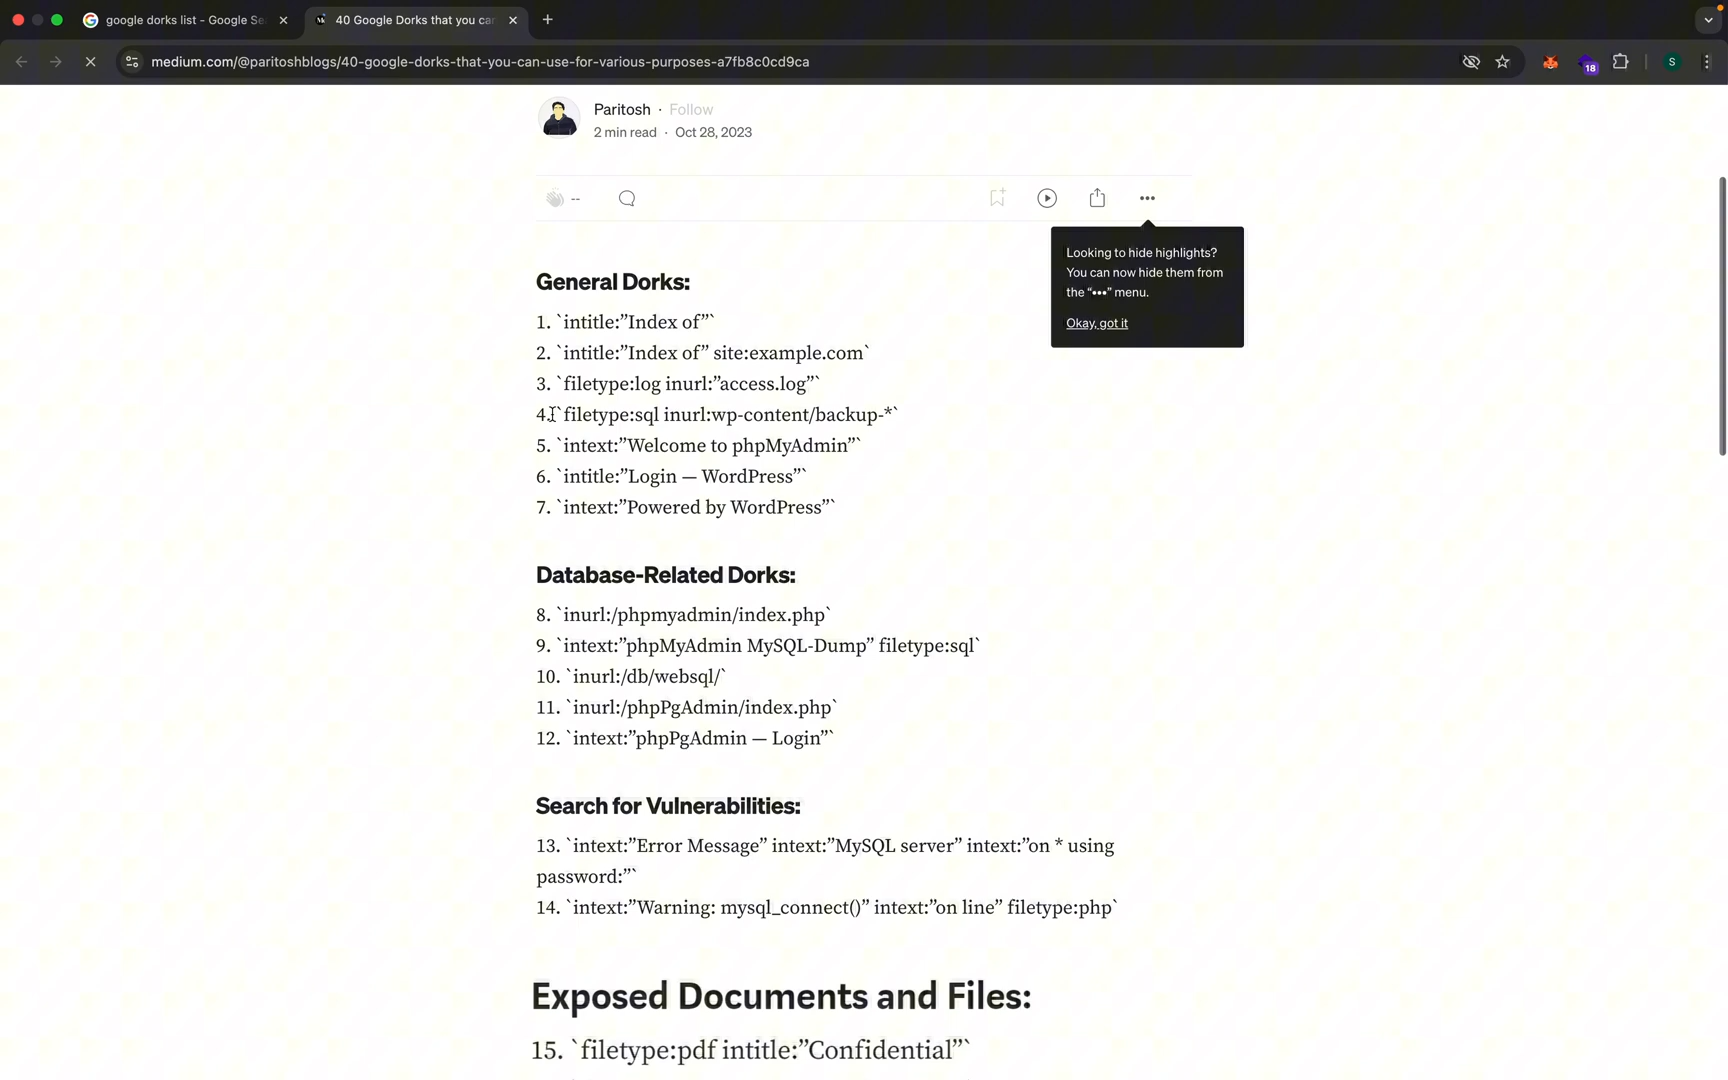 google dorks list - Google Se
40 Google Dorks that you can
medium.com/@paritoshblogs/40-google-dorks-that-you-can-use-for-various-purposes-a7fb8c0cd9ca
18
S
Paritosh · Follow
2 min read · Oct 28, 2023
--
Looking to hide highlights?
You can now hide them from
the “•••” menu.
Okay, got it
General Dorks:
1. `intitle:”Index of”`
2. `intitle:”Index of” site:example.com`
3. `filetype:log inurl:”access.log”`
4. `filetype:sql inurl:wp-content/backup-*`
5. `intext:”Welcome to phpMyAdmin”`
6. `intitle:”Login — WordPress”`
7. `intext:”Powered by WordPress”`
Database-Related Dorks:
8. `inurl:/phpmyadmin/index.php`
9. `intext:”phpMyAdmin MySQL-Dump” filetype:sql`
10. `inurl:/db/websql/`
11. `inurl:/phpPgAdmin/index.php`
12. `intext:”phpPgAdmin — Login”`
Search for Vulnerabilities:
13. `intext:”Error Message” intext:”MySQL server” intext:”on * using
password:”`
14. `intext:”Warning: mysql_connect()” intext:”on line” filetype:php`
Exposed Documents and Files:
15. `filetype:pdf intitle:”Confidential”`